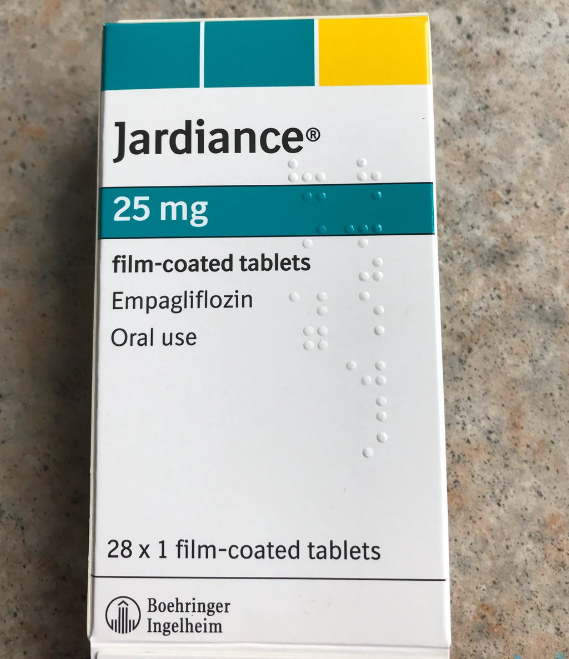 Jardiance®
25 mg
film-coated tablets
Empagliflozin
Oral use
28 x 1 film-coated tablets
Boehringer
Ingelheim